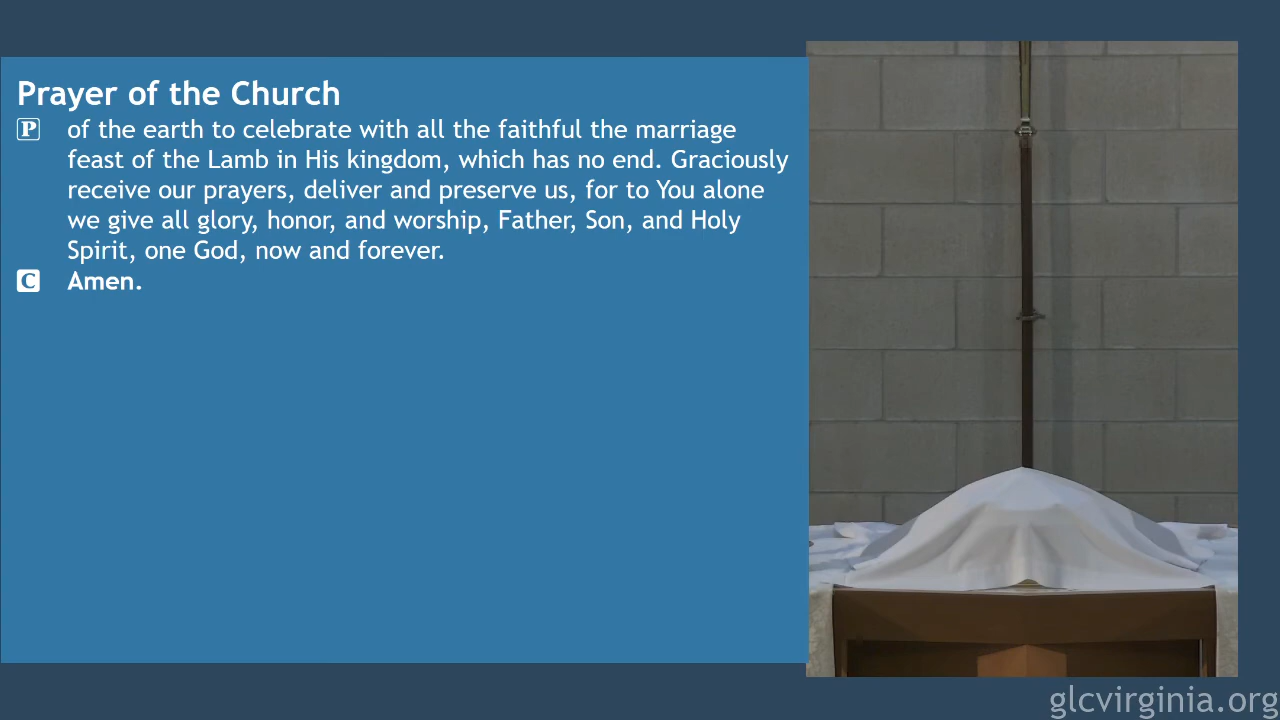 Prayer of the Church
P of the earth to celebrate with all the faithful the marriage
feast of the Lamb in His kingdom, which has no end. Graciously
receive our prayers, deliver and preserve us, for to You alone
we give all glory, honor, and worship, Father, Son, and Holy
Spirit, one God, now and forever.
C Amen.
glcvirginia.org